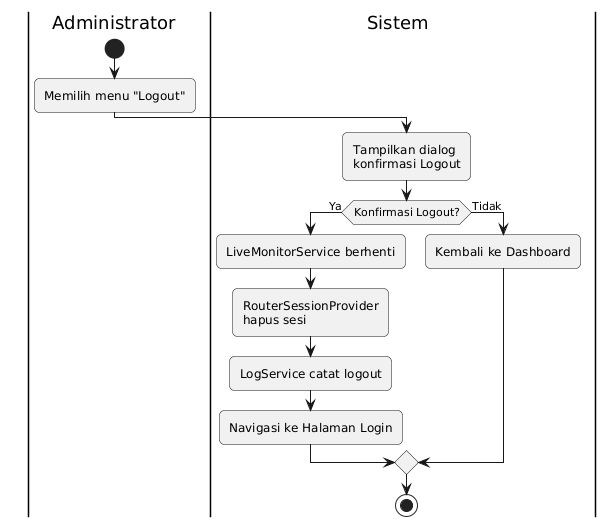 Administrator
Sistem
Memilih menu "Logout"
Tampilkan dialog
konfirmasi Logout
Ya
Konfirmasi Logout?
Tidak
LiveMonitorService berhenti
Kembali ke Dashboard
RouterSessionProvider
hapus sesi
LogService catat logout
Navigasi ke Halaman Login